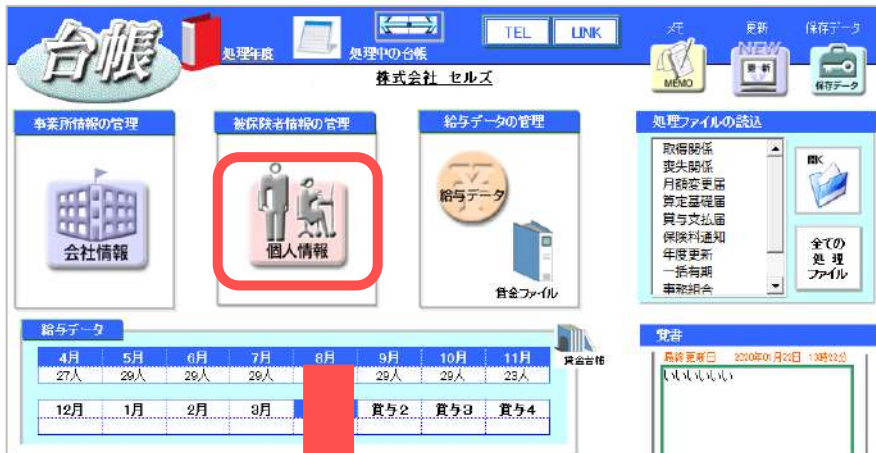 台帳
処理年度
処理中の台帳
TEL
LINK
メモ
更新
保存データ
株式会社 セルズ
MEMO
NEW
更 新
保存データ
事業所情報の管理
被保険者情報の管理
給与データの管理
処理ファイルの読込
会社情報
個人情報
給与データ
賃金ファイル
取得関係
喪失関係
月額変更届
算定基礎届
賞与支払届
保険料通知
年度更新
一括有期
事務組合
開く
全ての
処 理
ファイル
給与データ
賃金台帳
4月 5月 6月 7月 8月 9月 10月 11月
27人 29人 29人 29人 29人 29人 23人
12月 1月 2月 3月 賞与2 賞与3 賞与4
覚書
最終更新日 2020年01月22日
いいいいいい